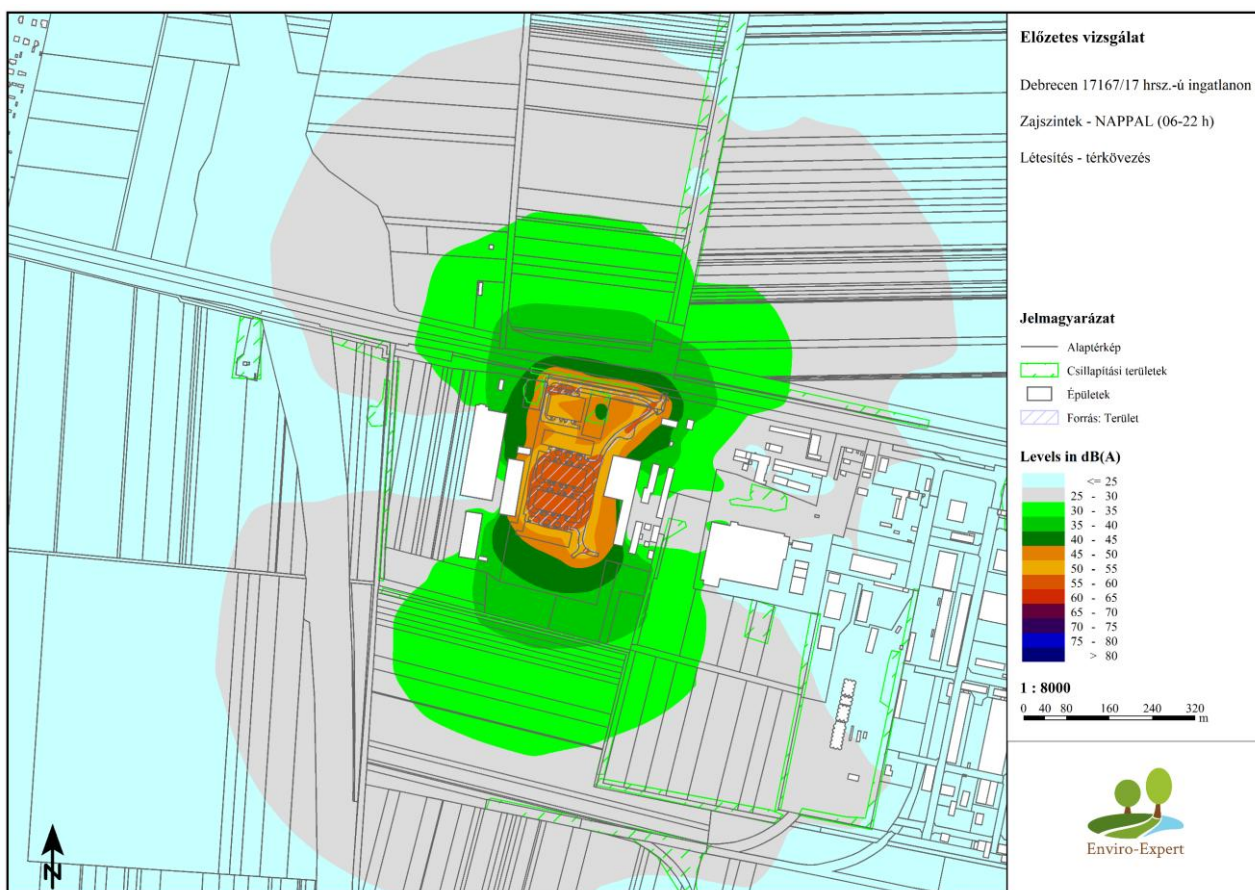 Előzetes vizsgálat
Debrecen 17167/17 hrsz.-ú ingatlanon
Zajszintek - NAPPAL (06-22 h)
Létesítés - térkövezés
Jelmagyarázat
Alaptérkép
Csillapítási területek
Épületek
Forrás: Terület
Levels in dB(A)
<= 25
25 - 30
30 - 35
35 - 40
40 - 45
45 - 50
50 - 55
55 - 60
60 - 65
65 - 70
70 - 75
75 - 80
> 80
1 : 8000
0 40 80 160 240 320
m
Enviro-Expert
N